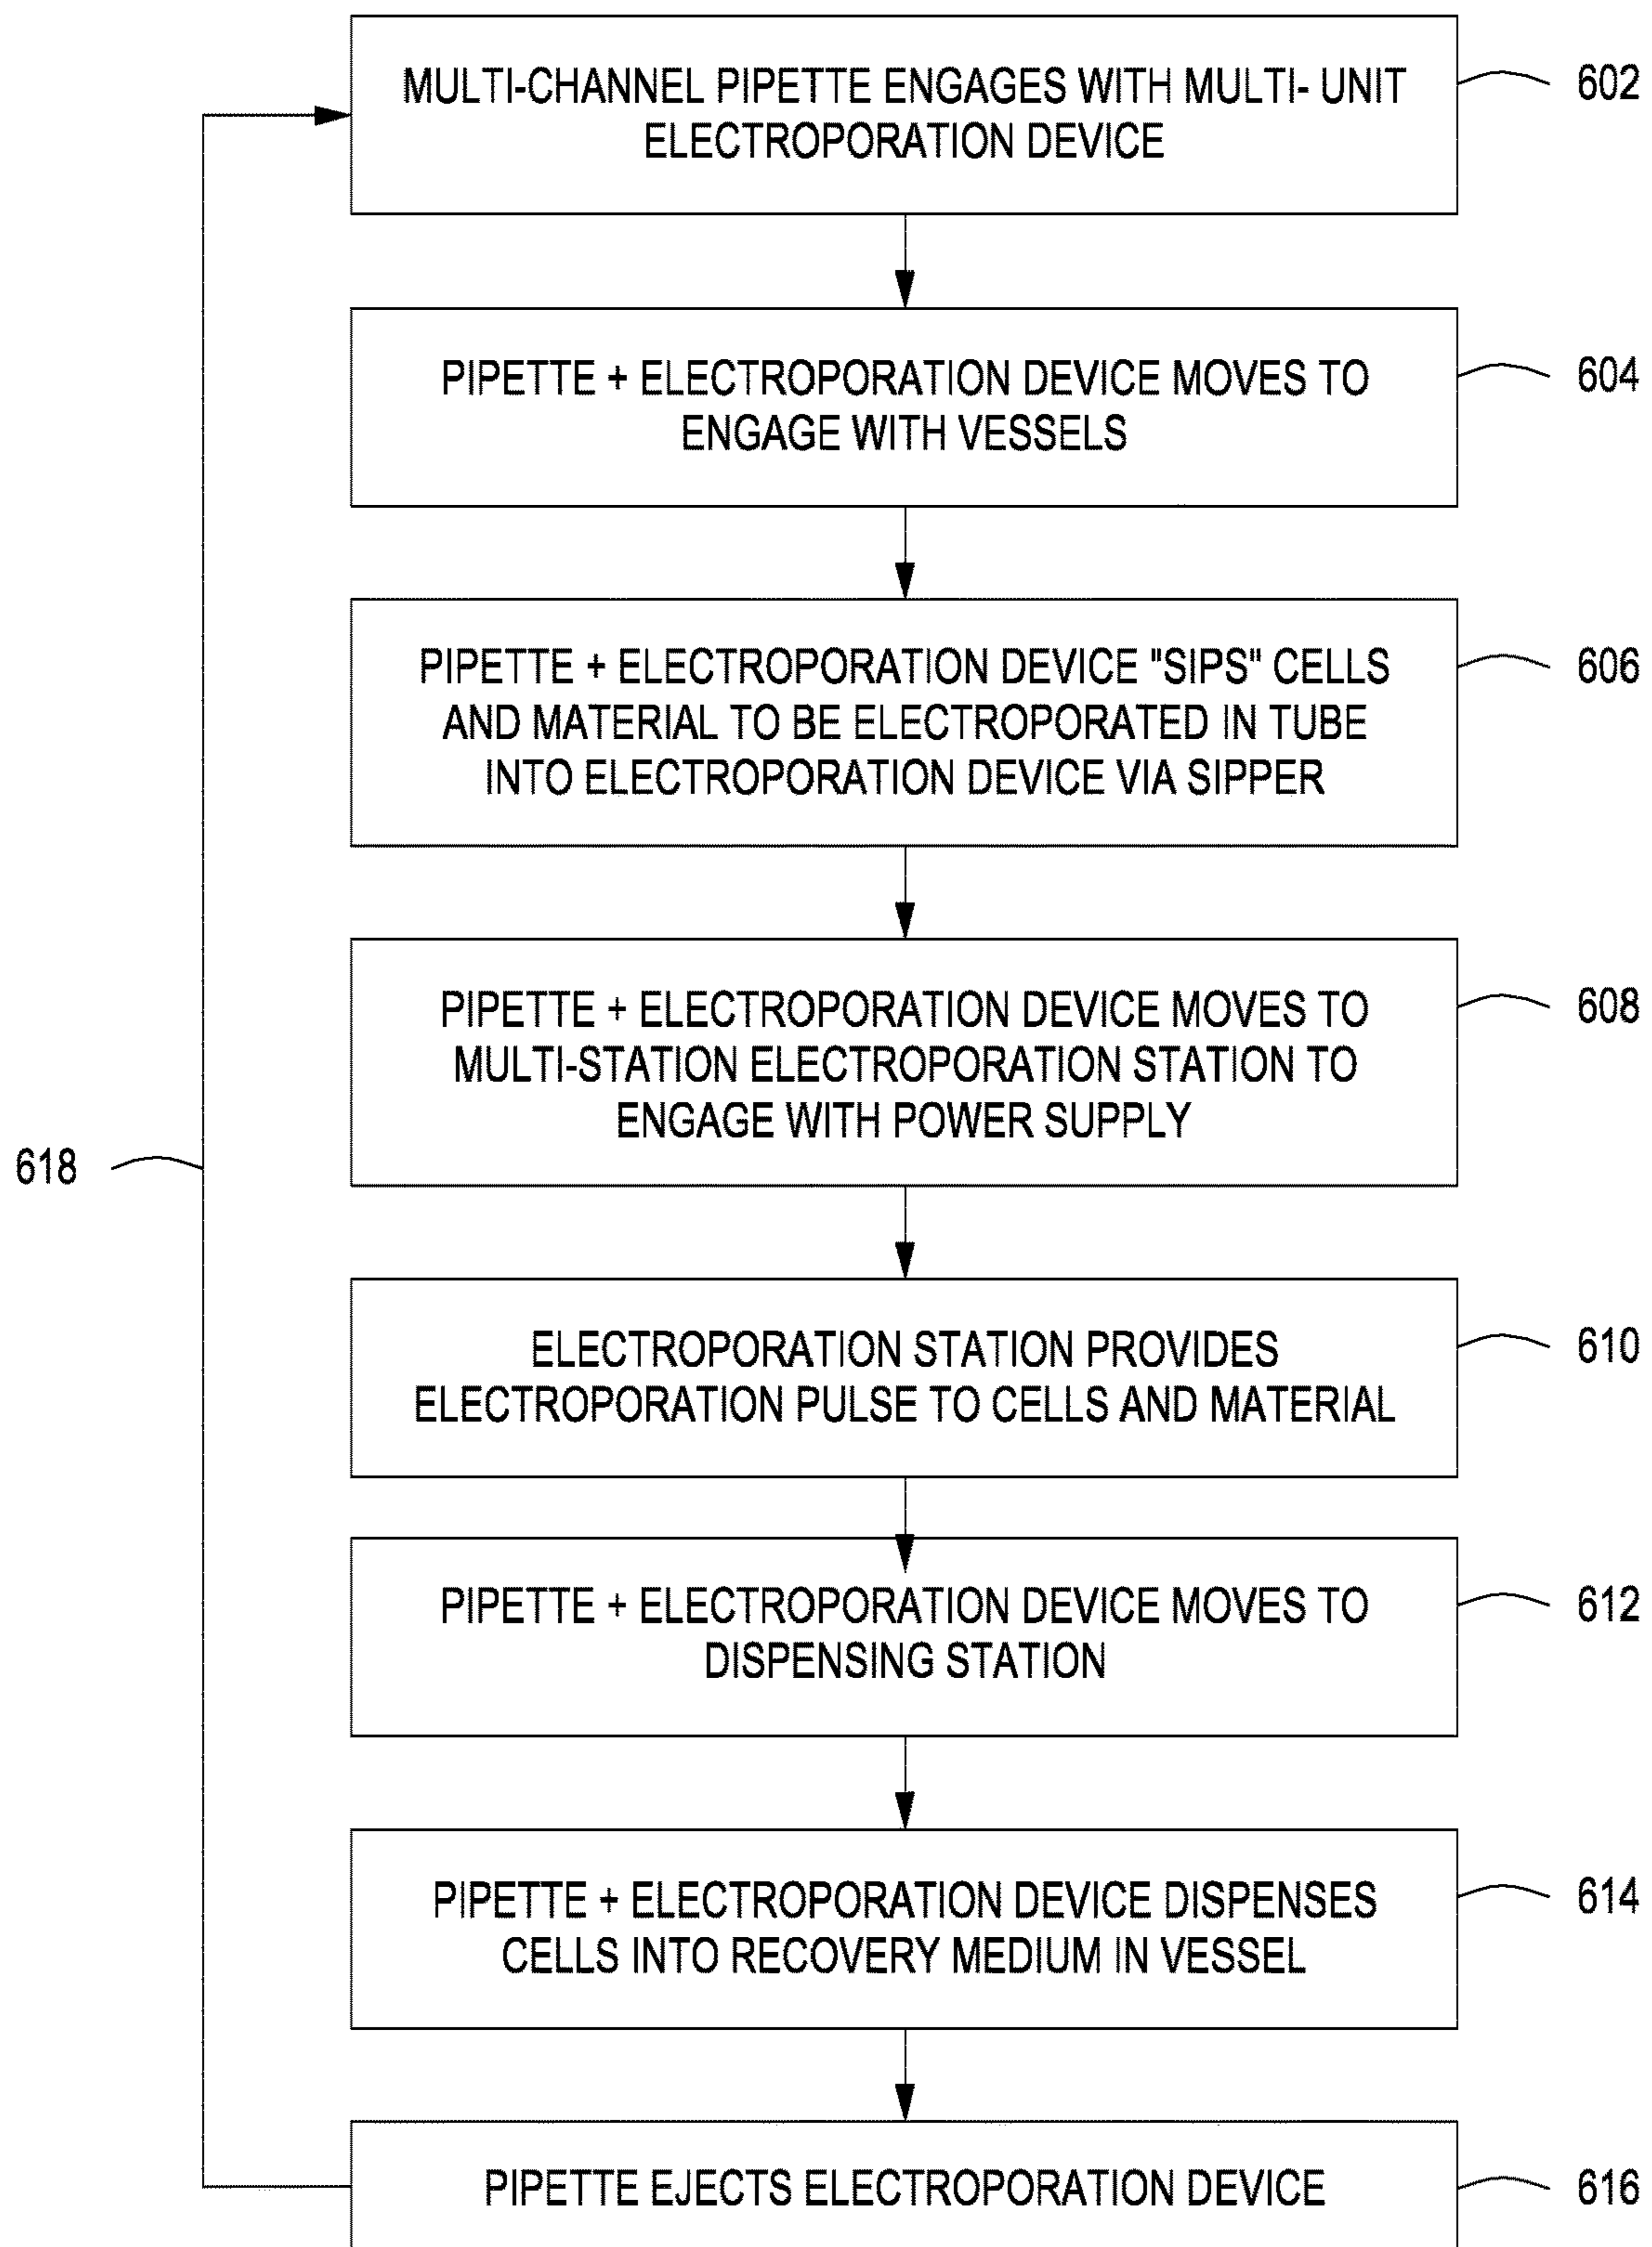 MULTI-CHANNEL PIPETTE ENGAGES WITH MULTI- UNIT
ELECTROPORATION DEVICE
602
PIPETTE + ELECTROPORATION DEVICE MOVES TO
ENGAGE WITH VESSELS
604
PIPETTE + ELECTROPORATION DEVICE "SIPS" CELLS
AND MATERIAL TO BE ELECTROPORATED IN TUBE
INTO ELECTROPORATION DEVICE VIA SIPPER
606
PIPETTE + ELECTROPORATION DEVICE MOVES TO
MULTI-STATION ELECTROPORATION STATION TO
ENGAGE WITH POWER SUPPLY
608
618
ELECTROPORATION STATION PROVIDES
ELECTROPORATION PULSE TO CELLS AND MATERIAL
610
PIPETTE + ELECTROPORATION DEVICE MOVES TO
DISPENSING STATION
612
PIPETTE + ELECTROPORATION DEVICE DISPENSES
CELLS INTO RECOVERY MEDIUM IN VESSEL
614
PIPETTE EJECTS ELECTROPORATION DEVICE
616